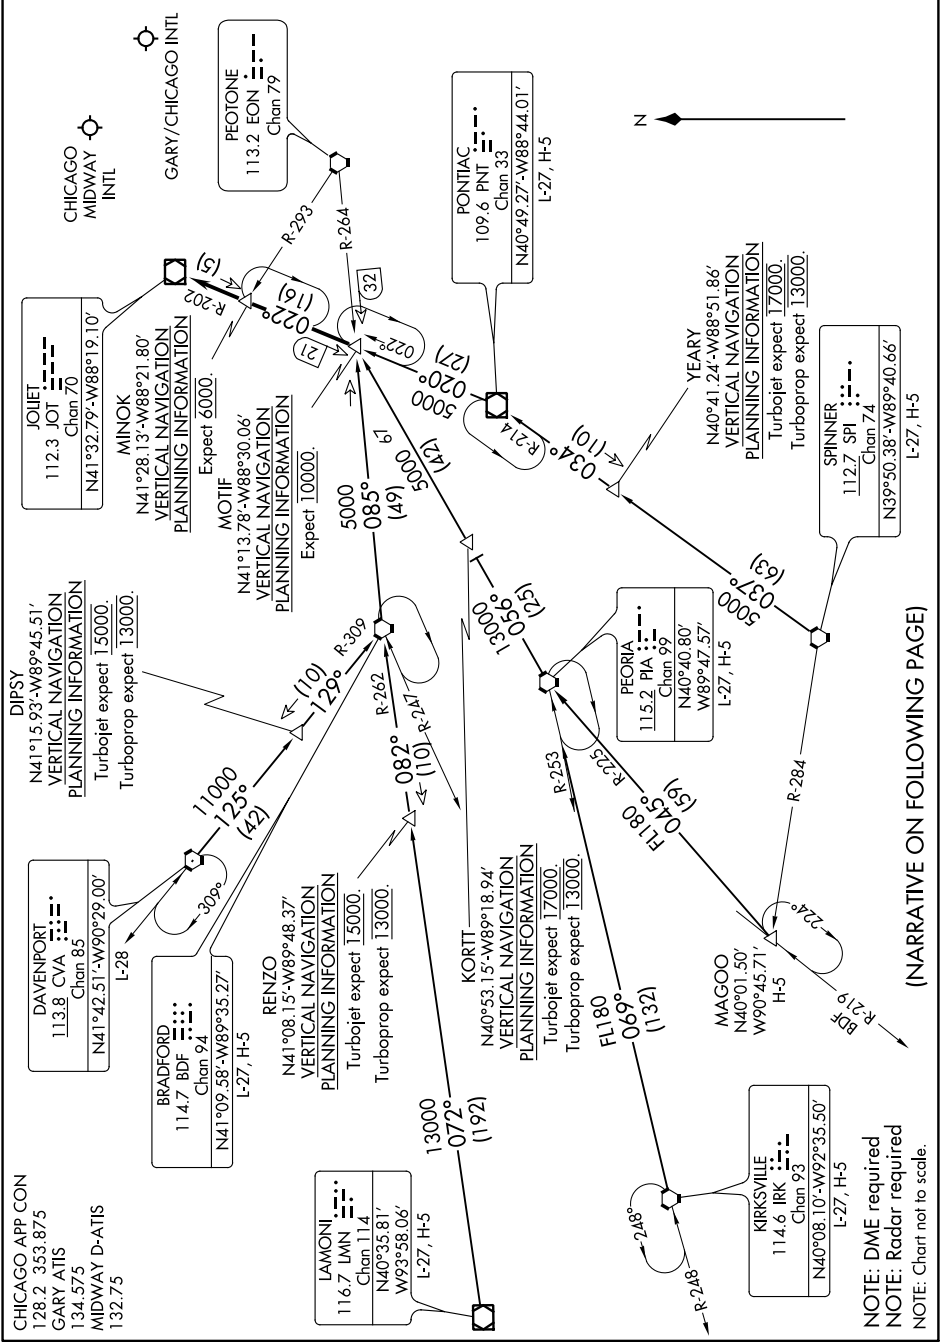 CHICAGO APP CON
128.2 353.875
GARY ATIS
134.575
MIDWAY D-ATIS
132.75
DAVENPORT
113.8 CVA
Chan 85
N41°42.51'-W90°29.00'
L-28
BRADFORD
114.7 BDF
Chan 94
N41°09.58'-W89°35.27'
L-27, H-5
LAMONI
116.7 LMN
Chan 114
N40°35.81'
W93°58.06'
L-27, H-5
KIRKSVILLE
114.6 IRK
Chan 93
N40°08.10'-W92°35.50'
L-27, H-5
NOTE: DME required
NOTE: Radar required
NOTE: Chart not to scale.
DIPSY
N41°15.93'-W89°45.51'
VERTICAL NAVIGATION
PLANNING INFORMATION
Turbojet expect 15000.
Turboprop expect 13000.
RENZO
N41°08.15'-W89°48.37'
VERTICAL NAVIGATION
PLANNING INFORMATION
Turbojet expect 15000.
Turboprop expect 13000.
KORTT
N40°53.15'-W89°18.94'
VERTICAL NAVIGATION
PLANNING INFORMATION
Turbojet expect 17000.
Turboprop expect 13000.
MAGOO
N40°01.50'
W90°45.71'
H-5
PEORIA
115.2 PIA
Chan 99
N40°40.80'
W89°47.57'
L-27, H-5
JOLIET
112.3 JOT
Chan 70
N41°32.79'-W88°19.10'
MINOK
N41°28.13'-W88°21.80'
VERTICAL NAVIGATION
PLANNING INFORMATION
Expect 6000.
MOTIF
N41°13.78'-W88°30.06'
VERTICAL NAVIGATION
PLANNING INFORMATION
Expect 10000.
CHICAGO
MIDWAY
INTL
GARY/CHICAGO INTL
PEOTONE
113.2 EON
Chan 79
PONTIAC
109.6 PNT
Chan 33
N40°49.27'-W88°44.01'
L-27, H-5
YEARY
N40°41.24'-W88°51.86'
VERTICAL NAVIGATION
PLANNING INFORMATION
Turbojet expect 17000.
Turboprop expect 13000.
SPINNER
112.7 SPI
Chan 74
N39°50.38'-W89°40.66'
L-27, H-5
N
309°
11000
125°
(42)
(10)
129°
R-309
R-262
R-247
082°
(10)
13000
072°
(192)
5000
085°
(49)
5000
(42)
67
13000
056°
(25)
R-253
R-225
FL180
045°
(59)
FL180
069°
(132)
248°
R-248
224°
BDF
R-219
R-284
5000
037°
(63)
034°
(10)
R-214
5000
020°
(27)
022°
21
32
022°
(16)
R-202
(5)
R-293
R-264
(NARRATIVE ON FOLLOWING PAGE)